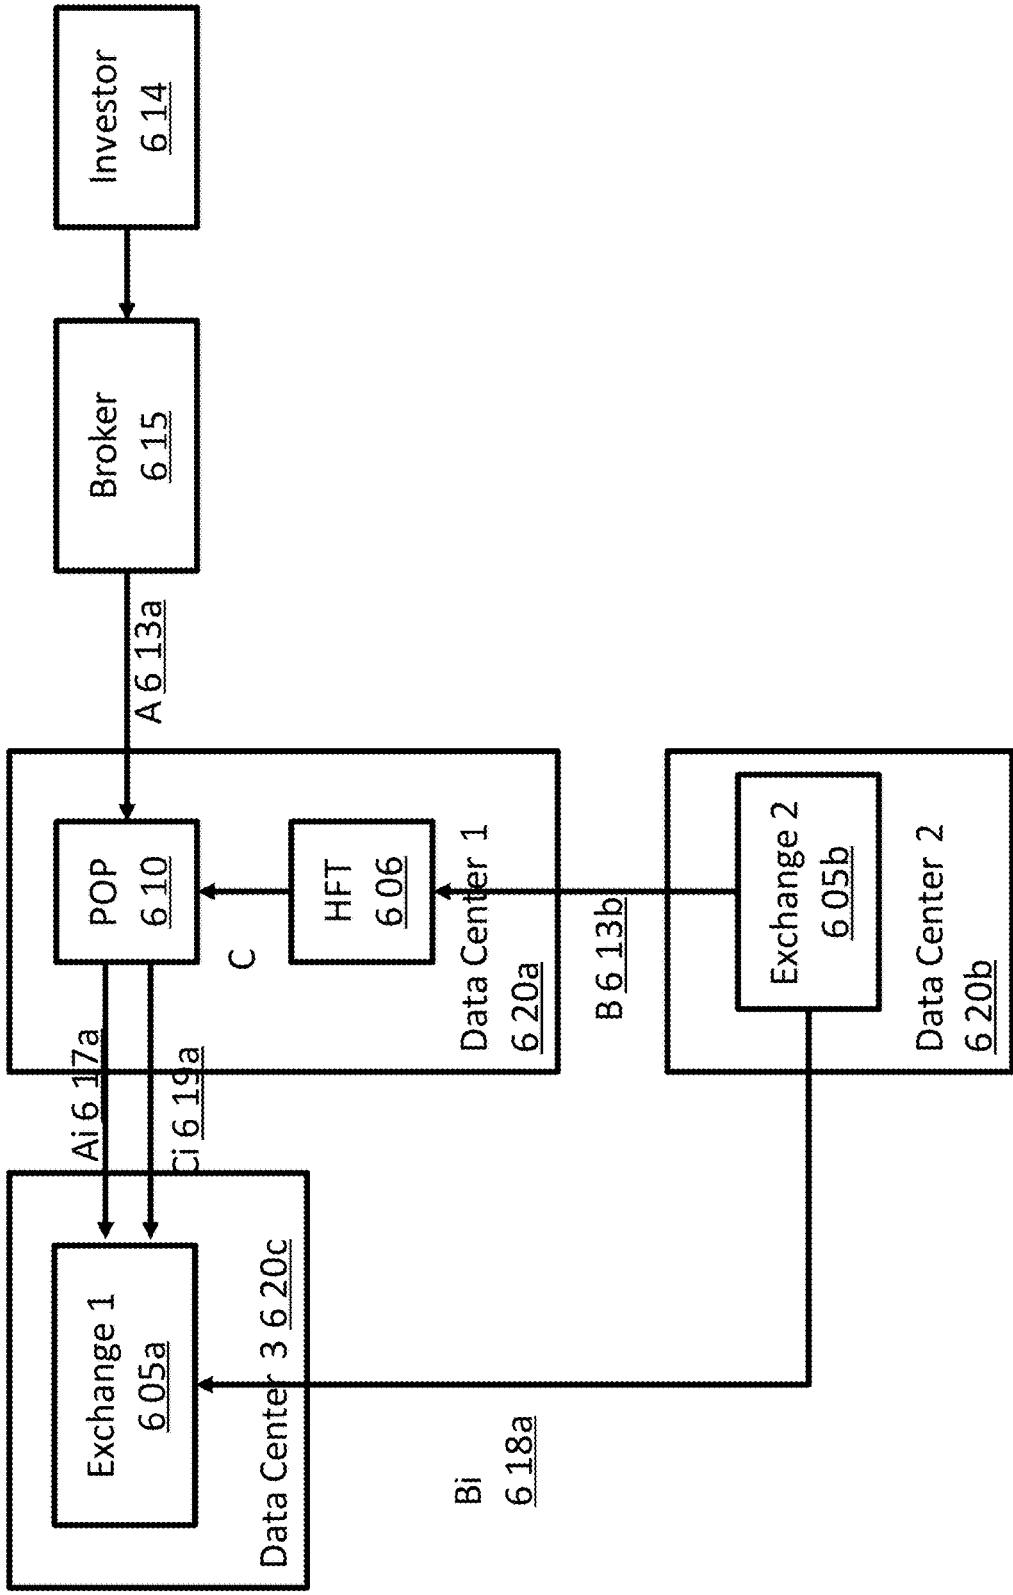 Exchange 1
605a
Data Center 3 620c
Ai 617a
Ci 619a
Bi
618a
POP
610
C
HFT
606
Data Center 1
620a
A 613a
B 613b
Exchange 2
605b
Data Center 2
620b
Broker
615
Investor
614